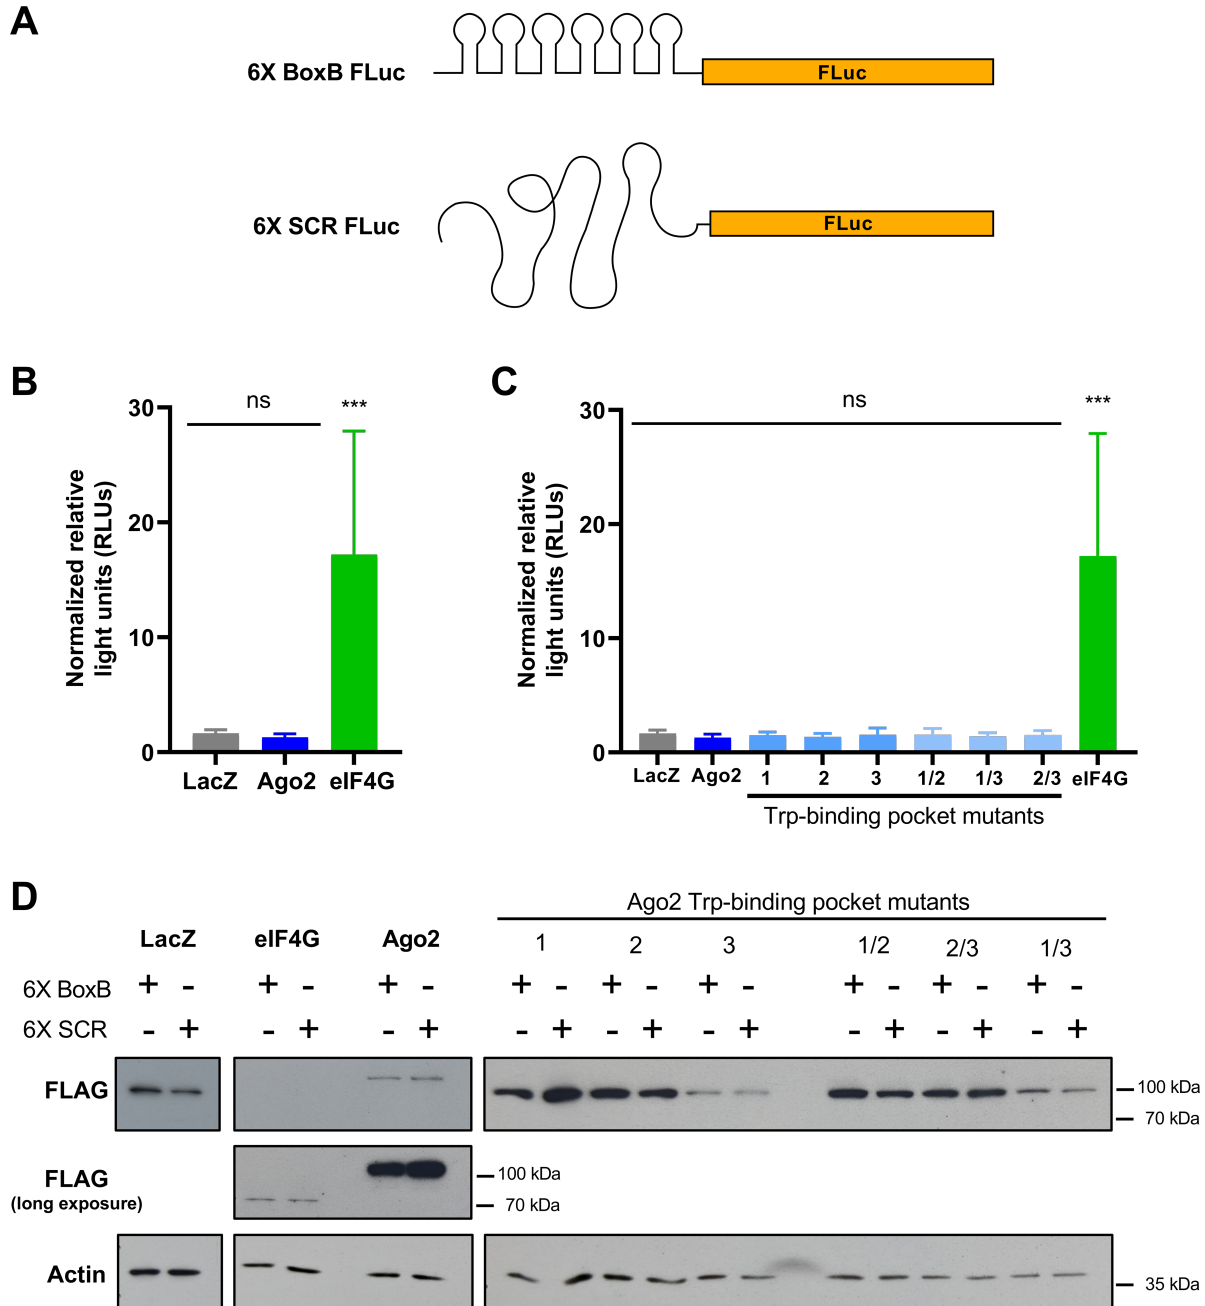 A
6X BoxB FLuc
FLuc
6X SCR FLuc
FLuc
B
Normalized relative
light units (RLUs)
30
20
10
0
ns
***
LacZ Ago2 eIF4G
C
Normalized relative
light units (RLUs)
30
20
10
0
ns
***
LacZ Ago2 1 2 3 1/2 1/3 2/3 eIF4G
Trp-binding pocket mutants
D
Ago2 Trp-binding pocket mutants
LacZ eIF4G Ago2 1 2 3 1/2 2/3 1/3
6X BoxB + - + - + - + - + - + - + - + - + -
6X SCR - + - + - + - + - + - + - + - + - +
FLAG
100 kDa
70 kDa
FLAG
(long exposure)
100 kDa
70 kDa
Actin
35 kDa